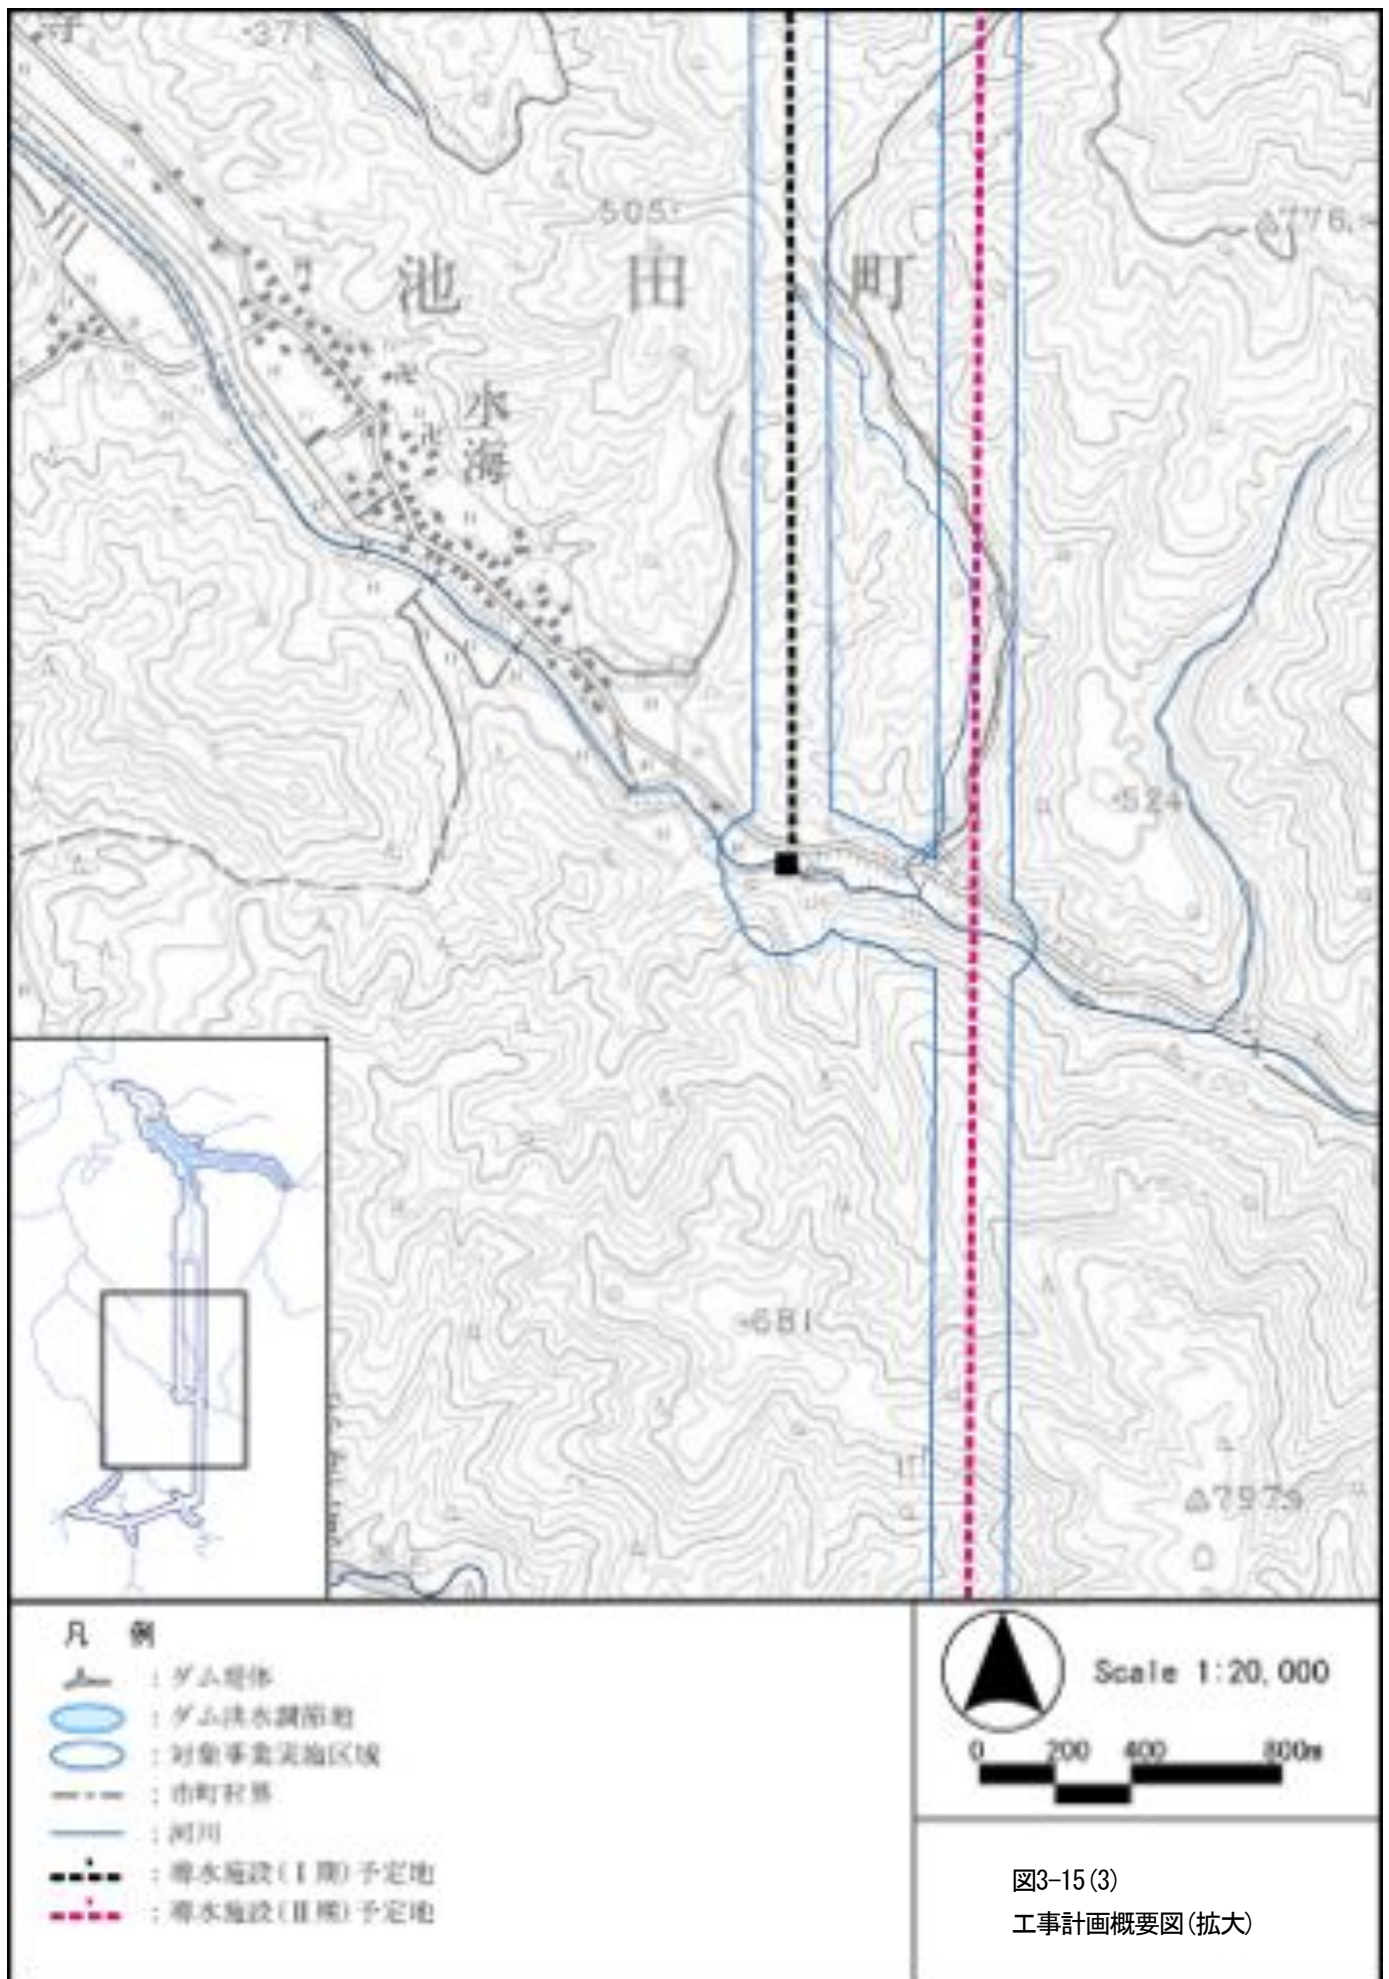 寺
・371
505・
△776.
川
池田町
水海
・524
・681
△797.9
凡 例
：ダム堤体
：ダム洪水調節地
：対象事業実施区域
：市町村界
：河川
：導水施設(Ⅰ期)予定地
：導水施設(Ⅱ期)予定地
Scale 1:20,000
0 200 400 800m
図3-15(3)
工事計画概要図(拡大)